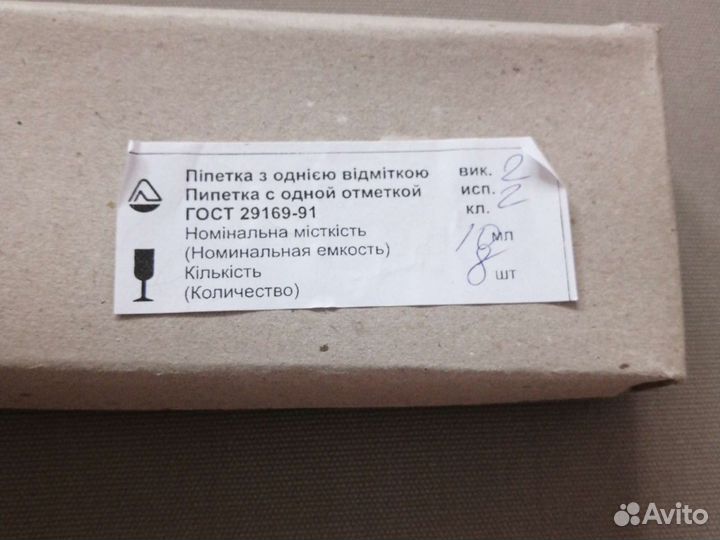 Піпетка з однією відміткою вик. 2
Пипетка с одной отметкой исп. 2
ГОСТ 29169-91 кл.
Номінальна місткість
(Номинальная емкость) 10 мл
Кількість
(Количество) 8 шт
Avito